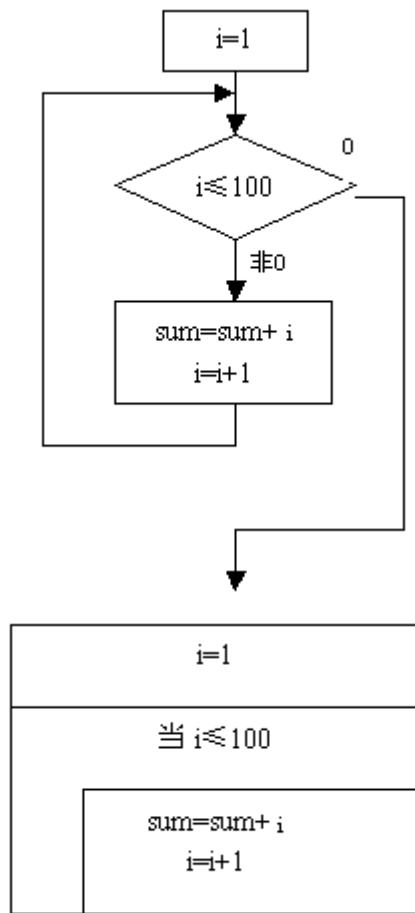 i=1
0
i≤100
非0
sum=sum+ i
i=i+1
i=1
当 i≤100
sum=sum+ i
i=i+1